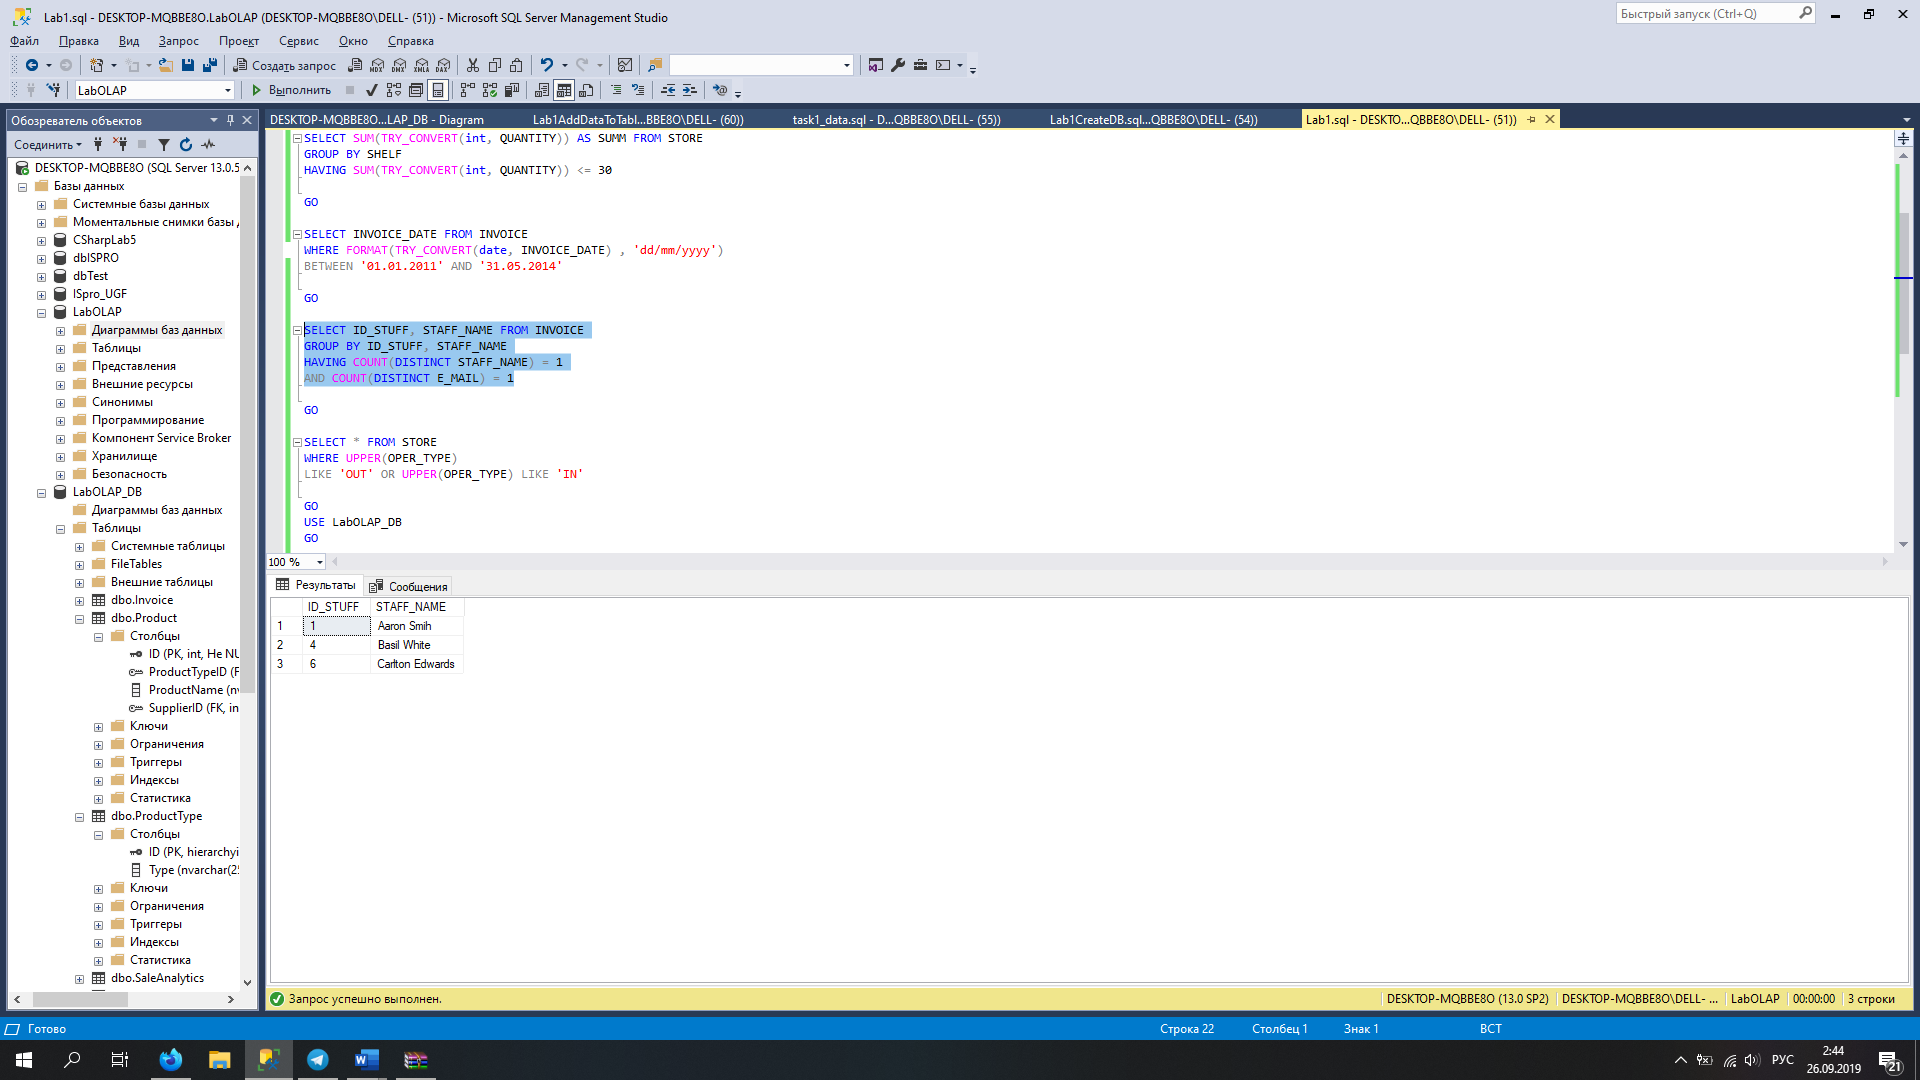 Lab1.sql - DESKTOP-MQBBE8O.LabOLAP (DESKTOP-MQBBE8O\DELL- (51)) - Microsoft SQL Server Management Studio
Быстрый запуск (Ctrl+Q)
Файл Правка Вид Запрос Проект Сервис Окно Справка
Создать запрос
LabOLAP
Выполнить
Обозреватель объектов
Соединить
DESKTOP-MQBBE8O (SQL Server 13.0.5
Базы данных
Системные базы данных
Моментальные снимки базы
CSharpLab5
dbISPRO
dbTest
ISpro_UGF
LabOLAP
Диаграммы баз данных
Таблицы
Представления
Внешние ресурсы
Синонимы
Программирование
Компонент Service Broker
Хранилище
Безопасность
LabOLAP_DB
Диаграммы баз данных
Таблицы
Системные таблицы
FileTables
Внешние таблицы
dbo.Invoice
dbo.Product
Столбцы
ID (PK, int, Не NU
ProductTypeID (F
ProductName (nv
SupplierID (FK, in
Ключи
Ограничения
Триггеры
Индексы
Статистика
dbo.ProductType
Столбцы
ID (PK, hierarchyi
Type (nvarchar(25
Ключи
Ограничения
Триггеры
Индексы
Статистика
dbo.SaleAnalytics
DESKTOP-MQBBE8O...LAP_DB - Diagram
Lab1AddDataToTabl...BBE8O\DELL- (60))
task1_data.sql - D...QBBE8O\DELL- (55))
Lab1CreateDB.sql...QBBE8O\DELL- (54))
Lab1.sql - DESKTO...QBBE8O\DELL- (51))
SELECT SUM(TRY_CONVERT(int, QUANTITY)) AS SUMM FROM STORE
GROUP BY SHELF
HAVING SUM(TRY_CONVERT(int, QUANTITY)) <= 30
GO
SELECT INVOICE_DATE FROM INVOICE
WHERE FORMAT(TRY_CONVERT(date, INVOICE_DATE) , 'dd/mm/yyyy')
BETWEEN '01.01.2011' AND '31.05.2014'
GO
SELECT ID_STUFF, STAFF_NAME FROM INVOICE
GROUP BY ID_STUFF, STAFF_NAME
HAVING COUNT(DISTINCT STAFF_NAME) = 1
AND COUNT(DISTINCT E_MAIL) = 1
GO
SELECT * FROM STORE
WHERE UPPER(OPER_TYPE)
LIKE 'OUT' OR UPPER(OPER_TYPE) LIKE 'IN'
GO
USE LabOLAP_DB
GO
100 %
Результаты Сообщения
ID_STUFF STAFF_NAME
1 1 Aaron Smih
2 4 Basil White
3 6 Carlton Edwards
Запрос успешно выполнен.
DESKTOP-MQBBE8O (13.0 SP2) DESKTOP-MQBBE8O\DELL- ... LabOLAP 00:00:00 3 строки
Готово
Строка 22 Столбец 1 Знак 1 ВСТ
РУС
2:44
26.09.2019
21